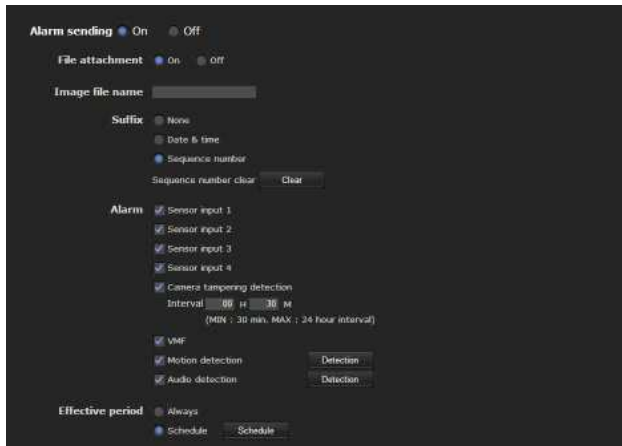 Alarm sending On Off
File attachment On Off
Image file name
Suffix None
Date & time
Sequence number
Sequence number clear Clear
Alarm Sensor input 1
Sensor input 2
Sensor input 3
Sensor input 4
Camera tampering detection
Interval 00 H 30 M
(MIN : 30 min. MAX : 24 hour interval)
VMF
Motion detection Detection
Audio detection Detection
Effective period Always
Schedule Schedule